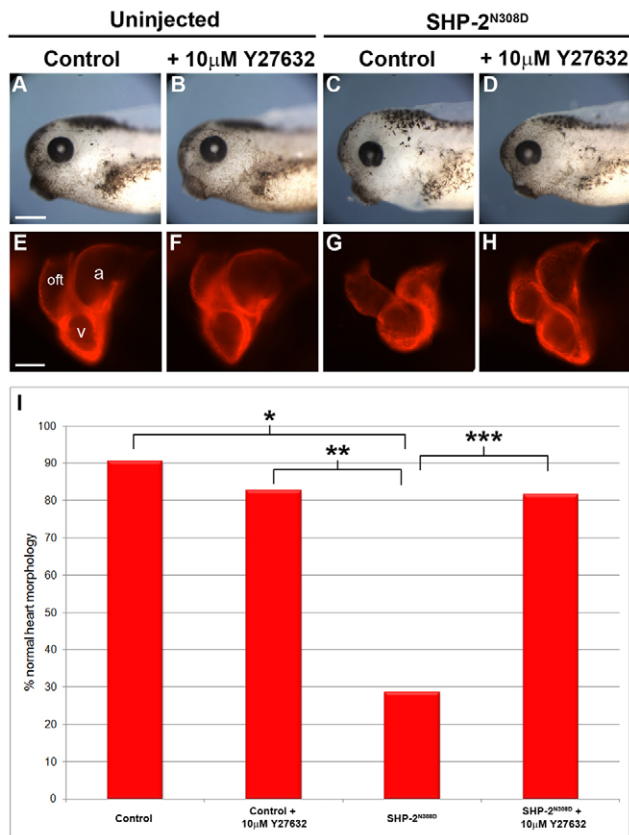 Uninjected SHP-2ᴺ³⁰⁸ᴰ
Control + 10µM Y27632 Control + 10µM Y27632
A B C D
E F G H
oft a
v
I
100
90
80
70
60
50
40
30
20
10
0
% normal heart morphology
* ** ***
Control
Control +
10µM Y27632
SHP-2ᴺ³⁰⁸ᴰ
SHP-2ᴺ³⁰⁸ᴰ +
10µM Y27632